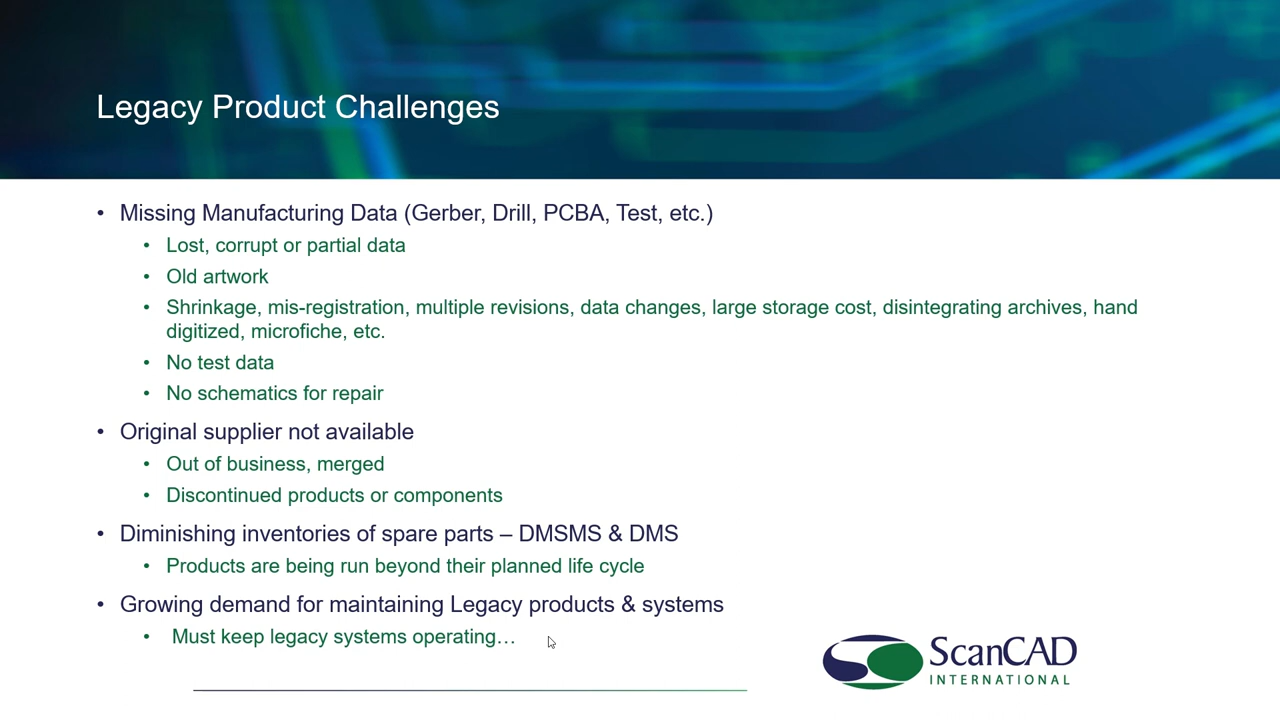 Legacy Product Challenges
• Missing Manufacturing Data (Gerber, Drill, PCBA, Test, etc.)
• Lost, corrupt or partial data
• Old artwork
• Shrinkage, mis-registration, multiple revisions, data changes, large storage cost, disintegrating archives, hand
digitized, microfiche, etc.
• No test data
• No schematics for repair
• Original supplier not available
• Out of business, merged
• Discontinued products or components
• Diminishing inventories of spare parts – DMSMS & DMS
• Products are being run beyond their planned life cycle
• Growing demand for maintaining Legacy products & systems
• Must keep legacy systems operating…
ScanCAD
INTERNATIONAL